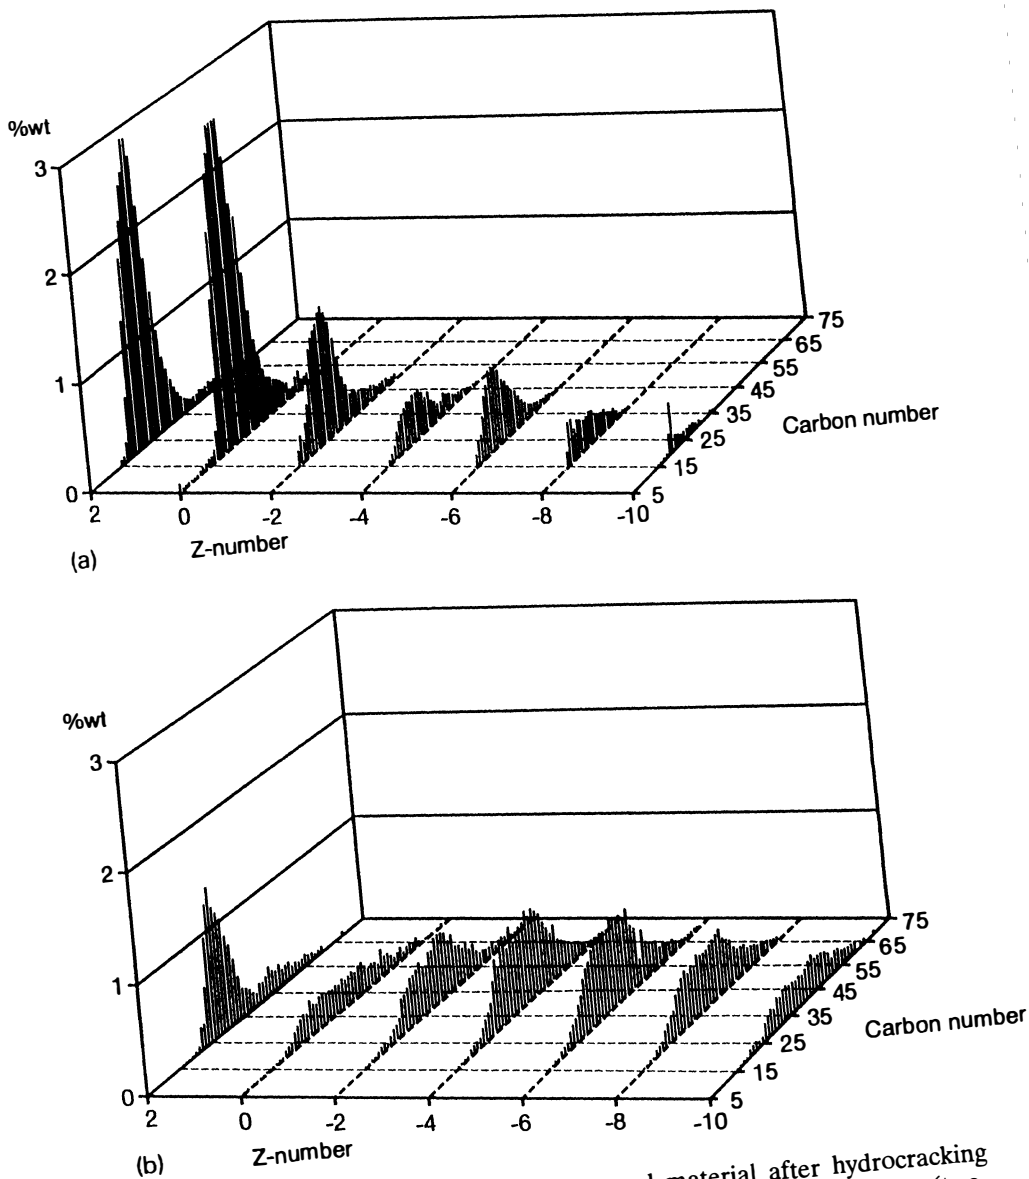 %wt
3
2
1
0
2 0 -2 -4 -6 -8 -10
5 15 25 35 45 55 65 75
Carbon number
Z-number
(a)
%wt
3
2
1
0
2 0 -2 -4 -6 -8 -10
5 15 25 35 45 55 65 75
Carbon number
Z-number
(b)
material after hydrocracking